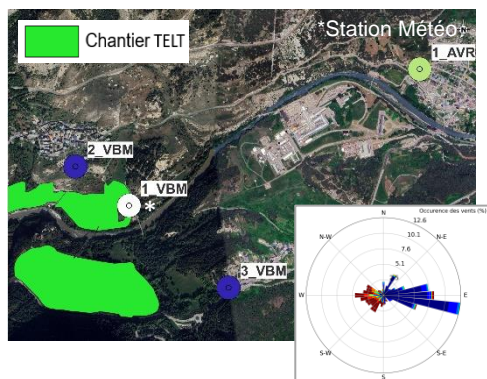 Chantier TELT
*Station Météo
1_AVR
2_VBM
1_VBM
*
3_VBM
Occurence des vents (%)
N
12.6
10.1
7.6
5.1
N-W
N-E
W
E
S-W
S-E
S